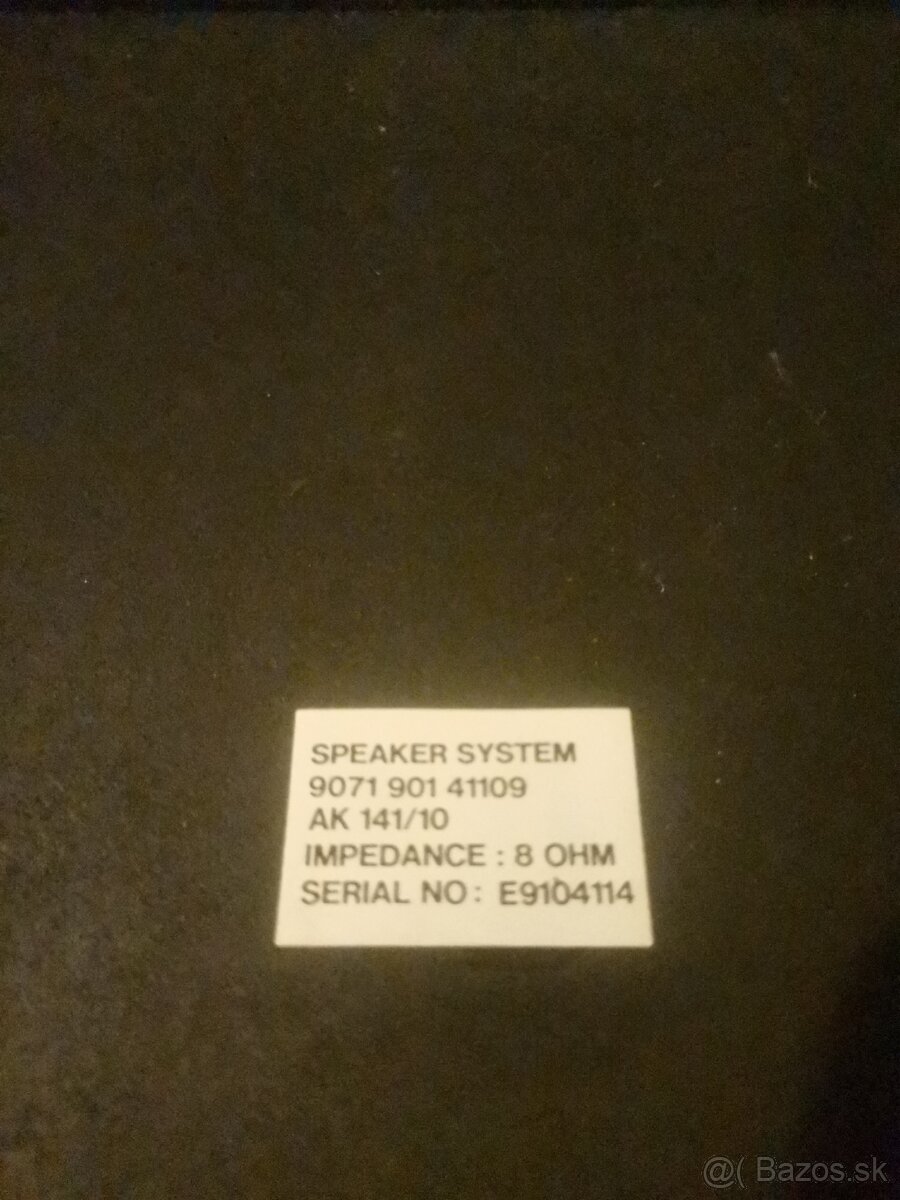 SPEAKER SYSTEM
9071 901 41109
AK 141/10
IMPEDANCE : 8 OHM
SERIAL NO : E9104114
@( Bazos.sk